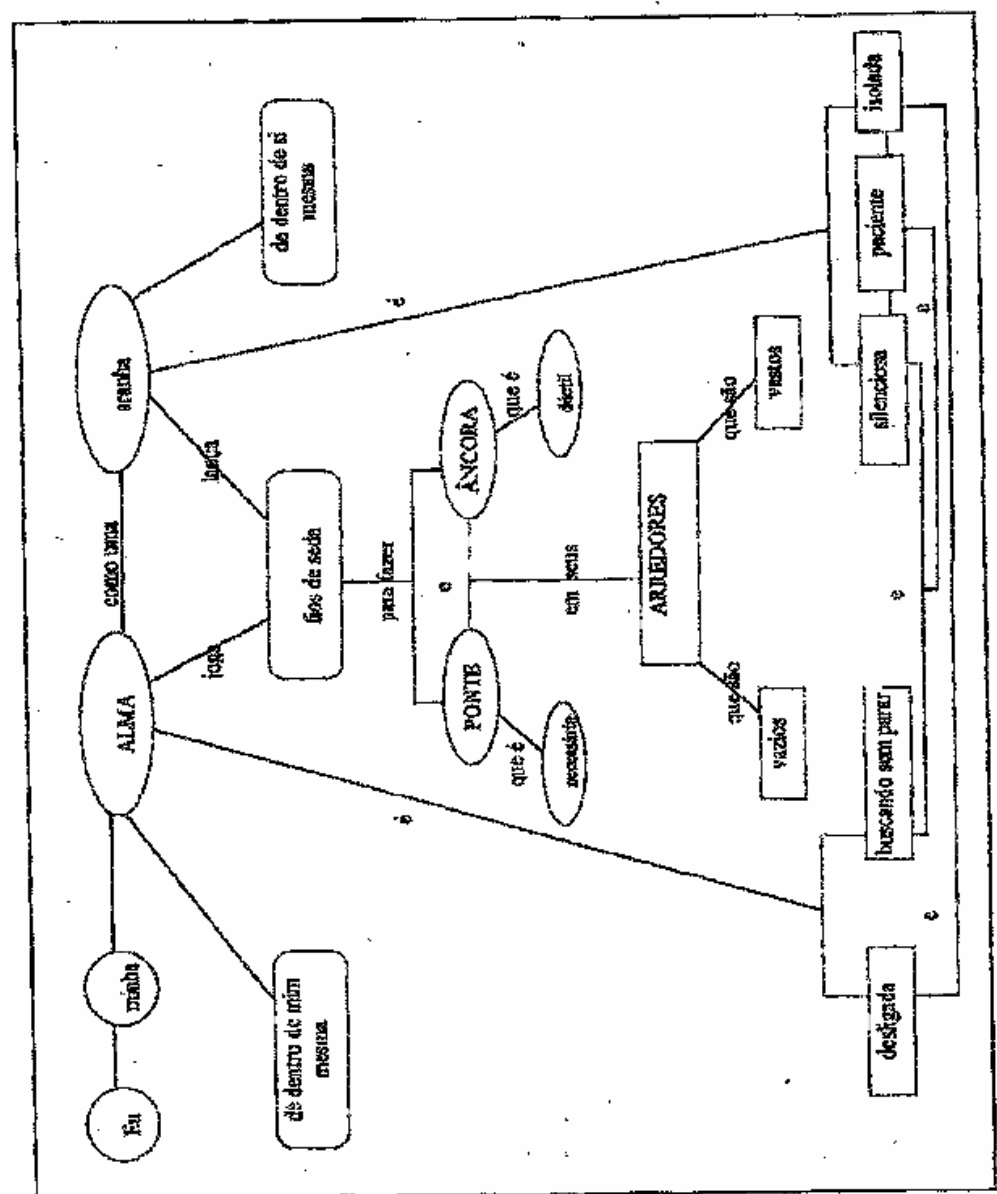 Eu
minha
ALMA
como uma
aranha
de dentro de mim
mesma
joga
lança
de dentro de si
mesma
fios de seda
para fazer
é
é
PONTE
e
ÂNCORA
que é
que é
necessária
dúctil
em seus
ARREDORES
que são
que são
vazios
vastos
desligada
buscando sem parar
silenciosa
paciente
isolada
e
e
e